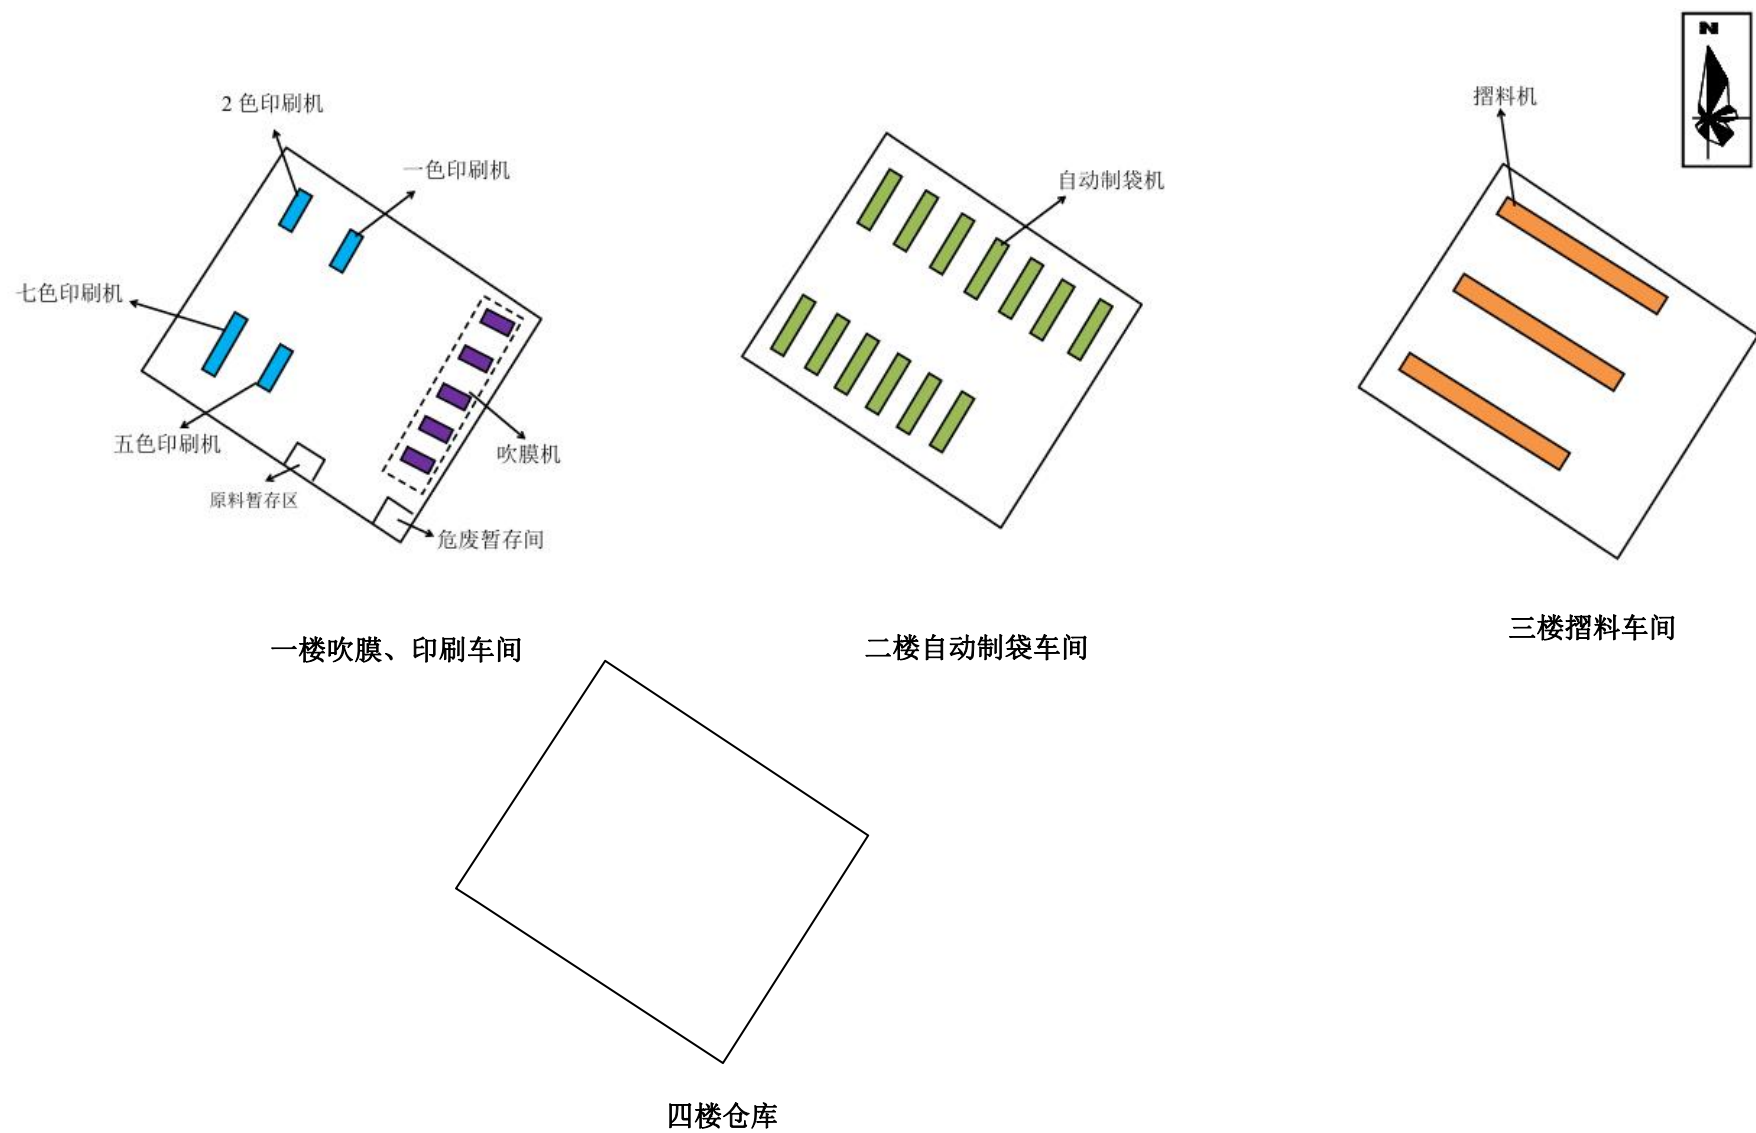 N
2 色印刷机
一色印刷机
七色印刷机
五色印刷机
吹膜机
原料暂存区
危废暂存间
一楼吹膜、印刷车间
自动制袋机
二楼自动制袋车间
摺料机
三楼摺料车间
四楼仓库